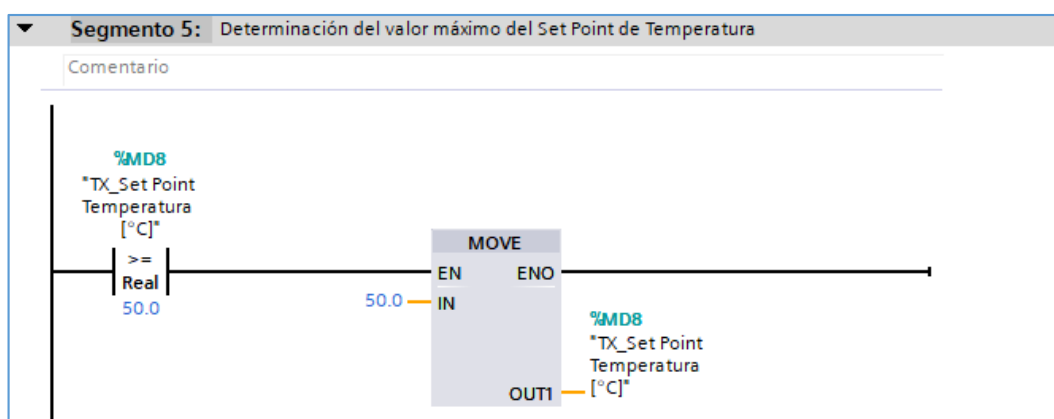 Segmento 5: Determinación del valor máximo del Set Point de Temperatura
Comentario
%MD8
"TX_Set Point
Temperatura
[°C]"
>=
Real
50.0
MOVE
EN ENO
50.0 IN
%MD8
"TX_Set Point
Temperatura
OUT1 [°C]"